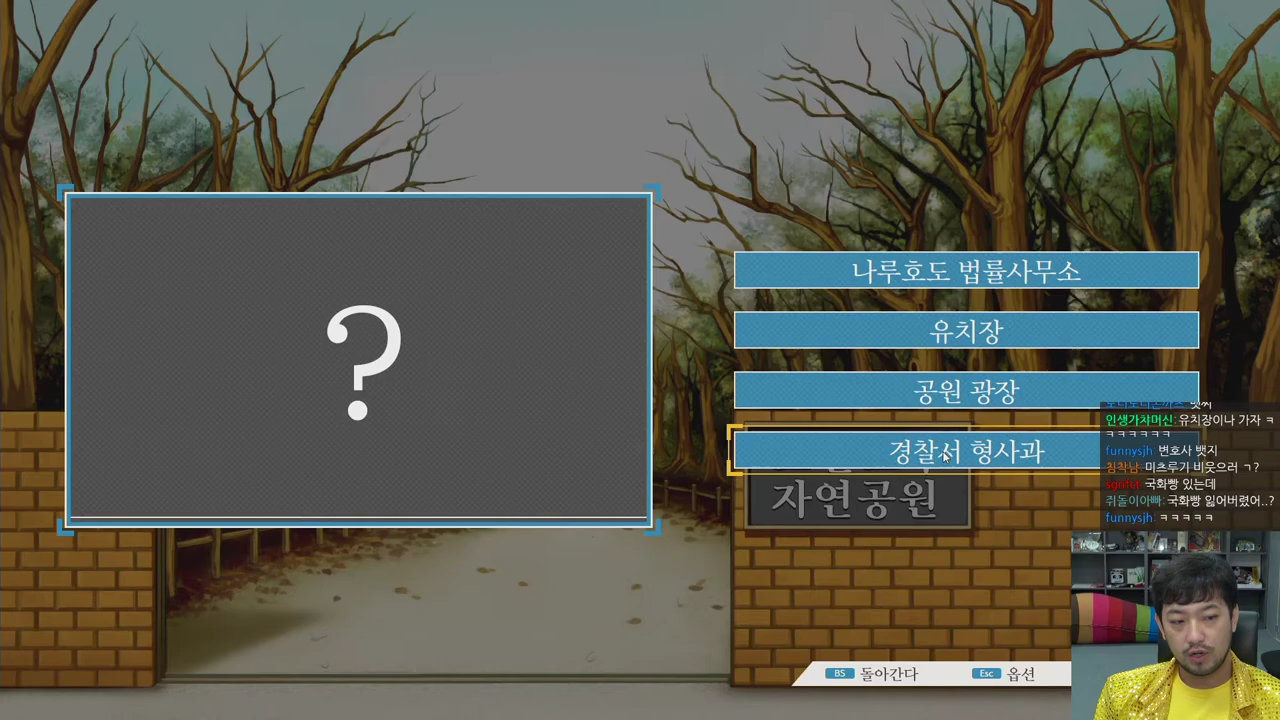 ?
나루호도 법률사무소
유치장
공원 광장
경찰서 형사과
자연공원
인생가챠머신: 유치장이나 가자 ㅋ
ㅋㅋㅋㅋㅋㅋ
funnysjh: 변호사 뱃지
침착남: 미츠루기 비웃으러 ㄱ?
sgnfct: 국화빵 있는데
쥐돌이아빠: 국화빵 잃어버렸어..?
funnysjh: ㅋㅋㅋㅋㅋ
BS 돌아간다
Esc 옵션